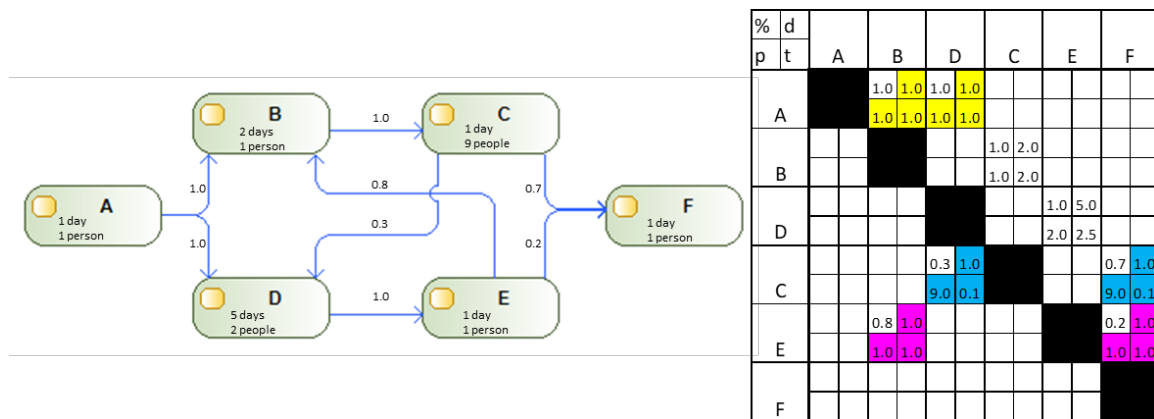 B
2 days
1 person
1.0
C
1 day
9 people
A
1 day
1 person
1.0
1.0
0.8
0.3
0.7
0.2
F
1 day
1 person
D
5 days
2 people
1.0
E
1 day
1 person
% d
p t A B D C E F
1.0 1.0 1.0 1.0
A 1.0 1.0 1.0 1.0
1.0 2.0
B 1.0 2.0
1.0 5.0
D 2.0 2.5
0.3 1.0 0.7 1.0
C 9.0 0.1 9.0 0.1
0.8 1.0 0.2 1.0
E 1.0 1.0 1.0 1.0
F